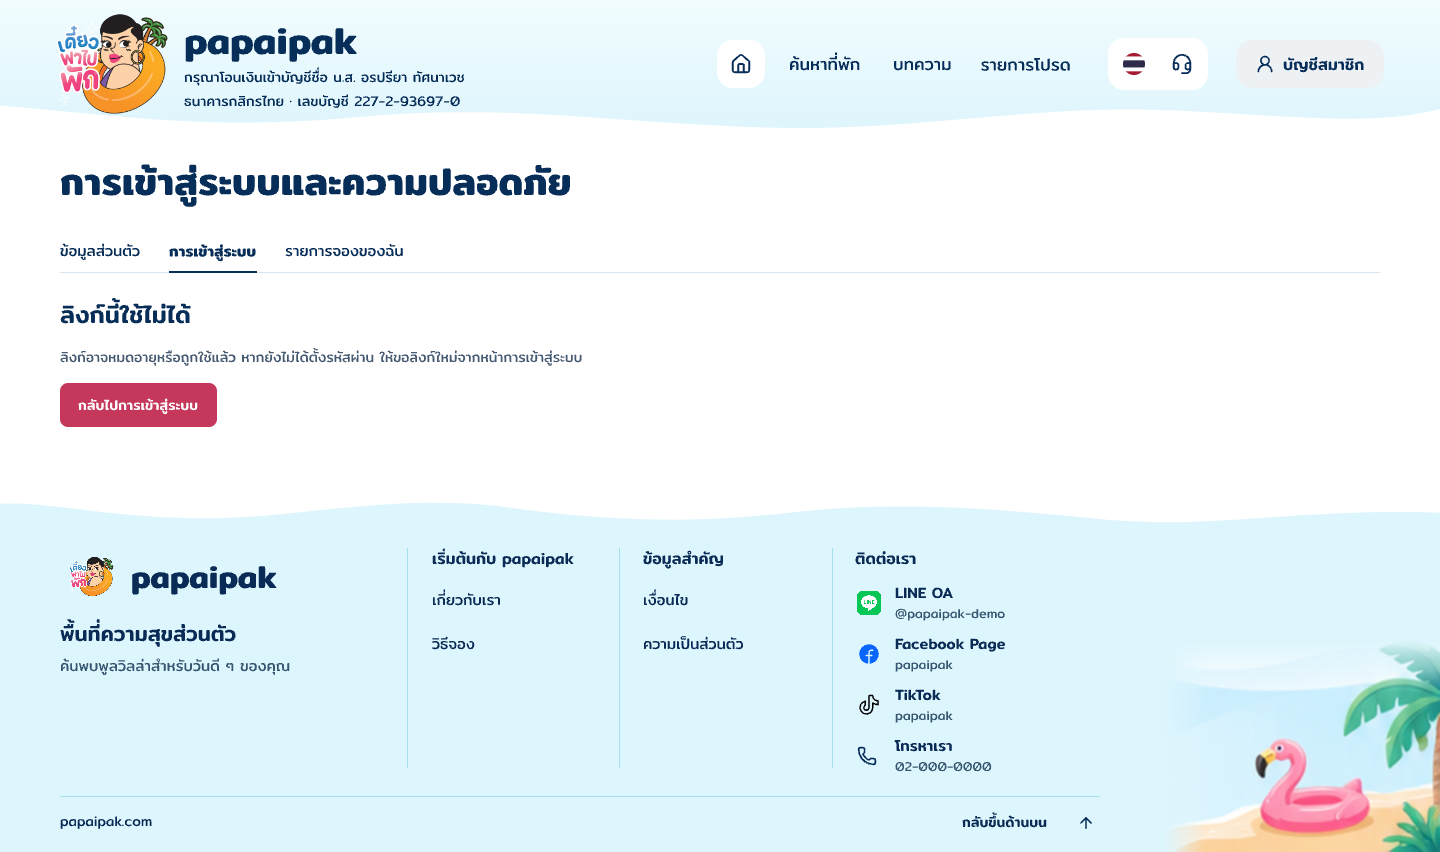 เดี๋ยว
พาไป
พัก
papaipak
กรุณาโอนเงินเข้าบัญชีชื่อ น.ส. อรปรียา ทัศนาเวช
ธนาคารกสิกรไทย · เลขบัญชี 227-2-93697-0
ค้นหาที่พัก
บทความ
รายการโปรด
บัญชีสมาชิก
การเข้าสู่ระบบและความปลอดภัย
ข้อมูลส่วนตัว
การเข้าสู่ระบบ
รายการจองของฉัน
ลิงก์นี้ใช้ไม่ได้
ลิงก์อาจหมดอายุหรือถูกใช้แล้ว หากยังไม่ได้ตั้งรหัสผ่าน ให้ขอลิงก์ใหม่จากหน้าการเข้าสู่ระบบ
กลับไปการเข้าสู่ระบบ
เดี๋ยว
พาไป
พัก
papaipak
พื้นที่ความสุขส่วนตัว
ค้นพบพูลวิลล่าสำหรับวันดี ๆ ของคุณ
เริ่มต้นกับ papaipak
เกี่ยวกับเรา
วิธีจอง
ข้อมูลสำคัญ
เงื่อนไข
ความเป็นส่วนตัว
ติดต่อเรา
LINE
LINE OA
@papaipak-demo
Facebook Page
papaipak
TikTok
papaipak
โทรหาเรา
02-000-0000
papaipak.com
กลับขึ้นด้านบน